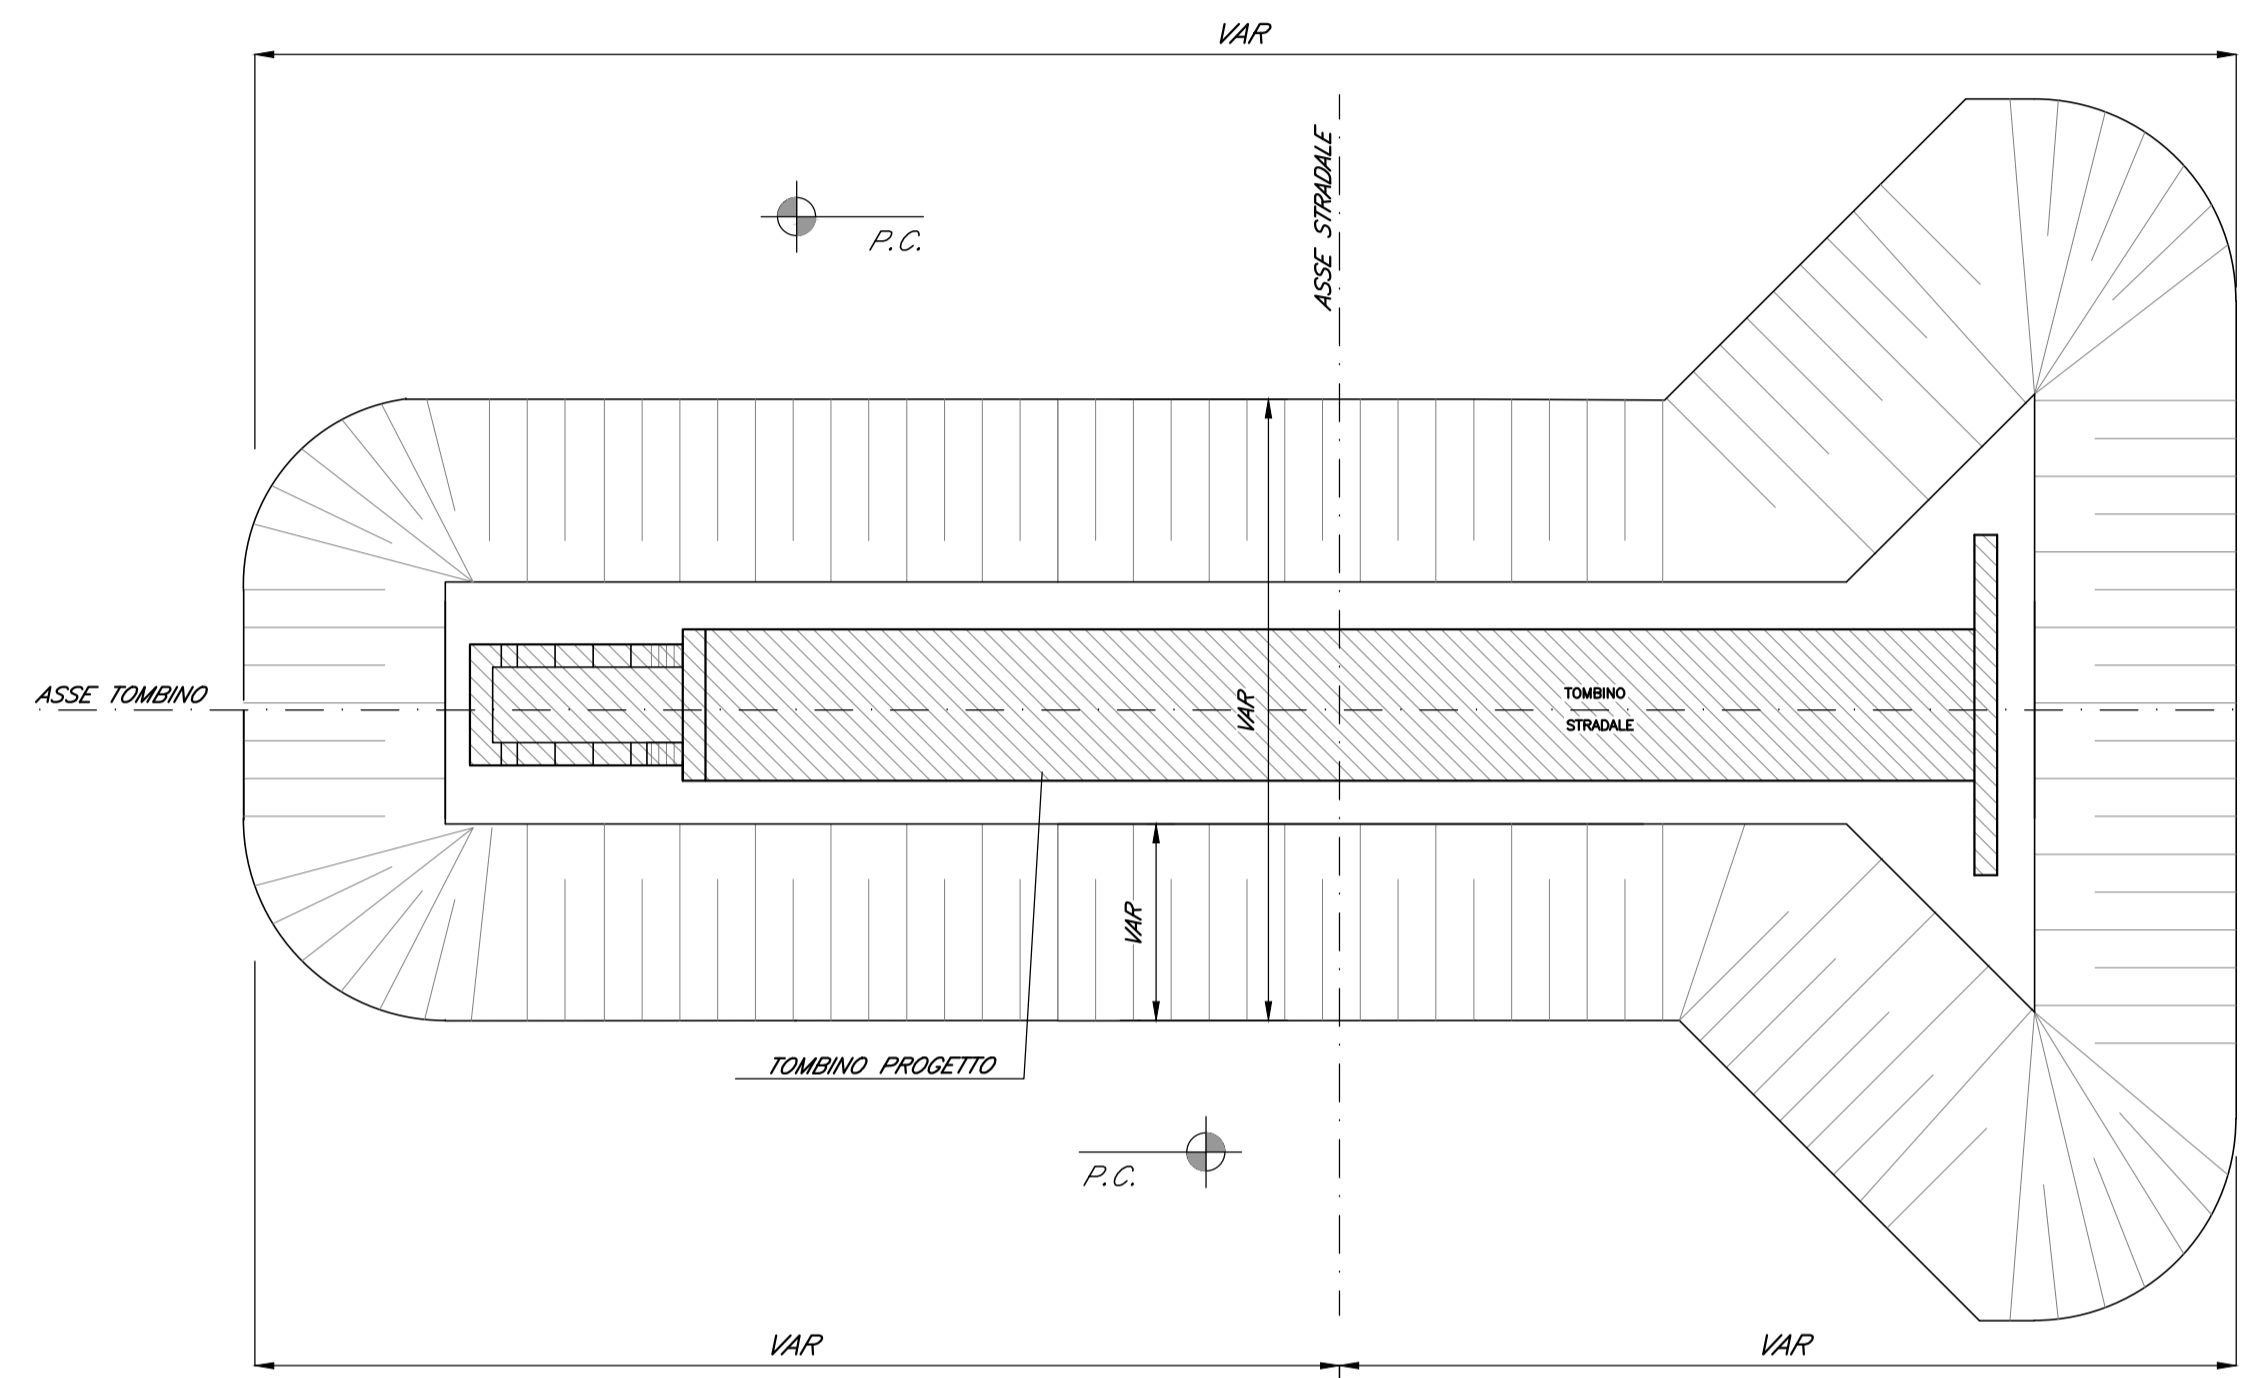 VAR
ASSE STRADALE
P.C.
ASSE TOMBINO
VAR
TOMBINO
STRADALE
VAR
TOMBINO PROGETTO
P.C.
VAR
VAR